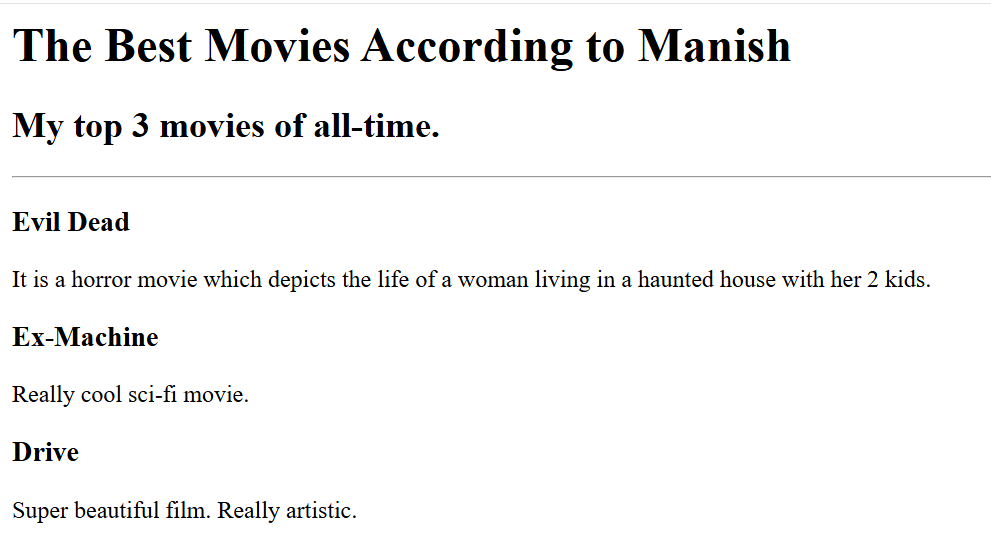 The Best Movies According to Manish
My top 3 movies of all-time.
Evil Dead
It is a horror movie which depicts the life of a woman living in a haunted house with her 2 kids.
Ex-Machine
Really cool sci-fi movie.
Drive
Super beautiful film. Really artistic.